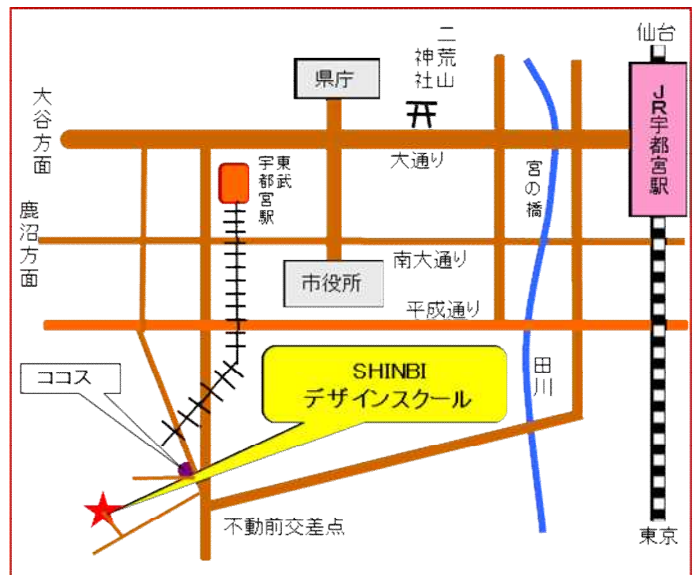 仙台
二荒山
神社
県庁
JR宇都宮駅
大谷方面
大通り
東武
宇都宮駅
宮の橋
鹿沼方面
南大通り
市役所
平成通り
SHINBI
デザインスクール
ココス
田川
不動前交差点
東京